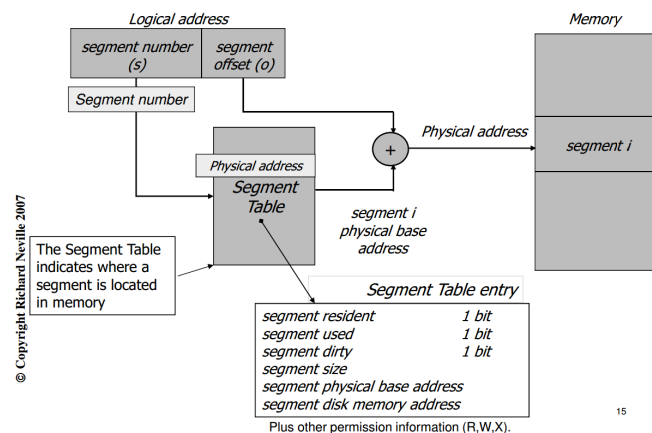 Logical address
Memory
segment number
(s)
segment
offset (o)
Segment number
+
Physical address
segment i
Physical address
Segment
Table
segment i
physical base
address
The Segment Table
indicates where a
segment is located
in memory
Segment Table entry
segment resident 1 bit
segment used 1 bit
segment dirty 1 bit
segment size
segment physical base address
segment disk memory address
Plus other permission information (R,W,X).
© Copyright Richard Neville 2007
15